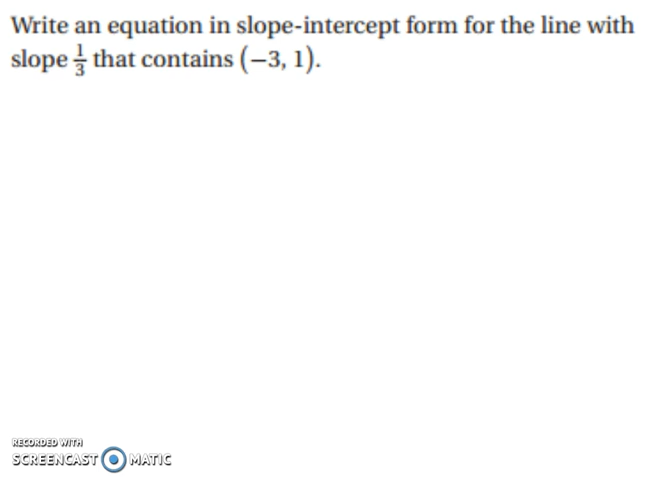 Write an equation in slope-intercept form for the line with
slope 1/3 that contains (−3, 1).
RECORDED WITH
SCREENCAST MATIC